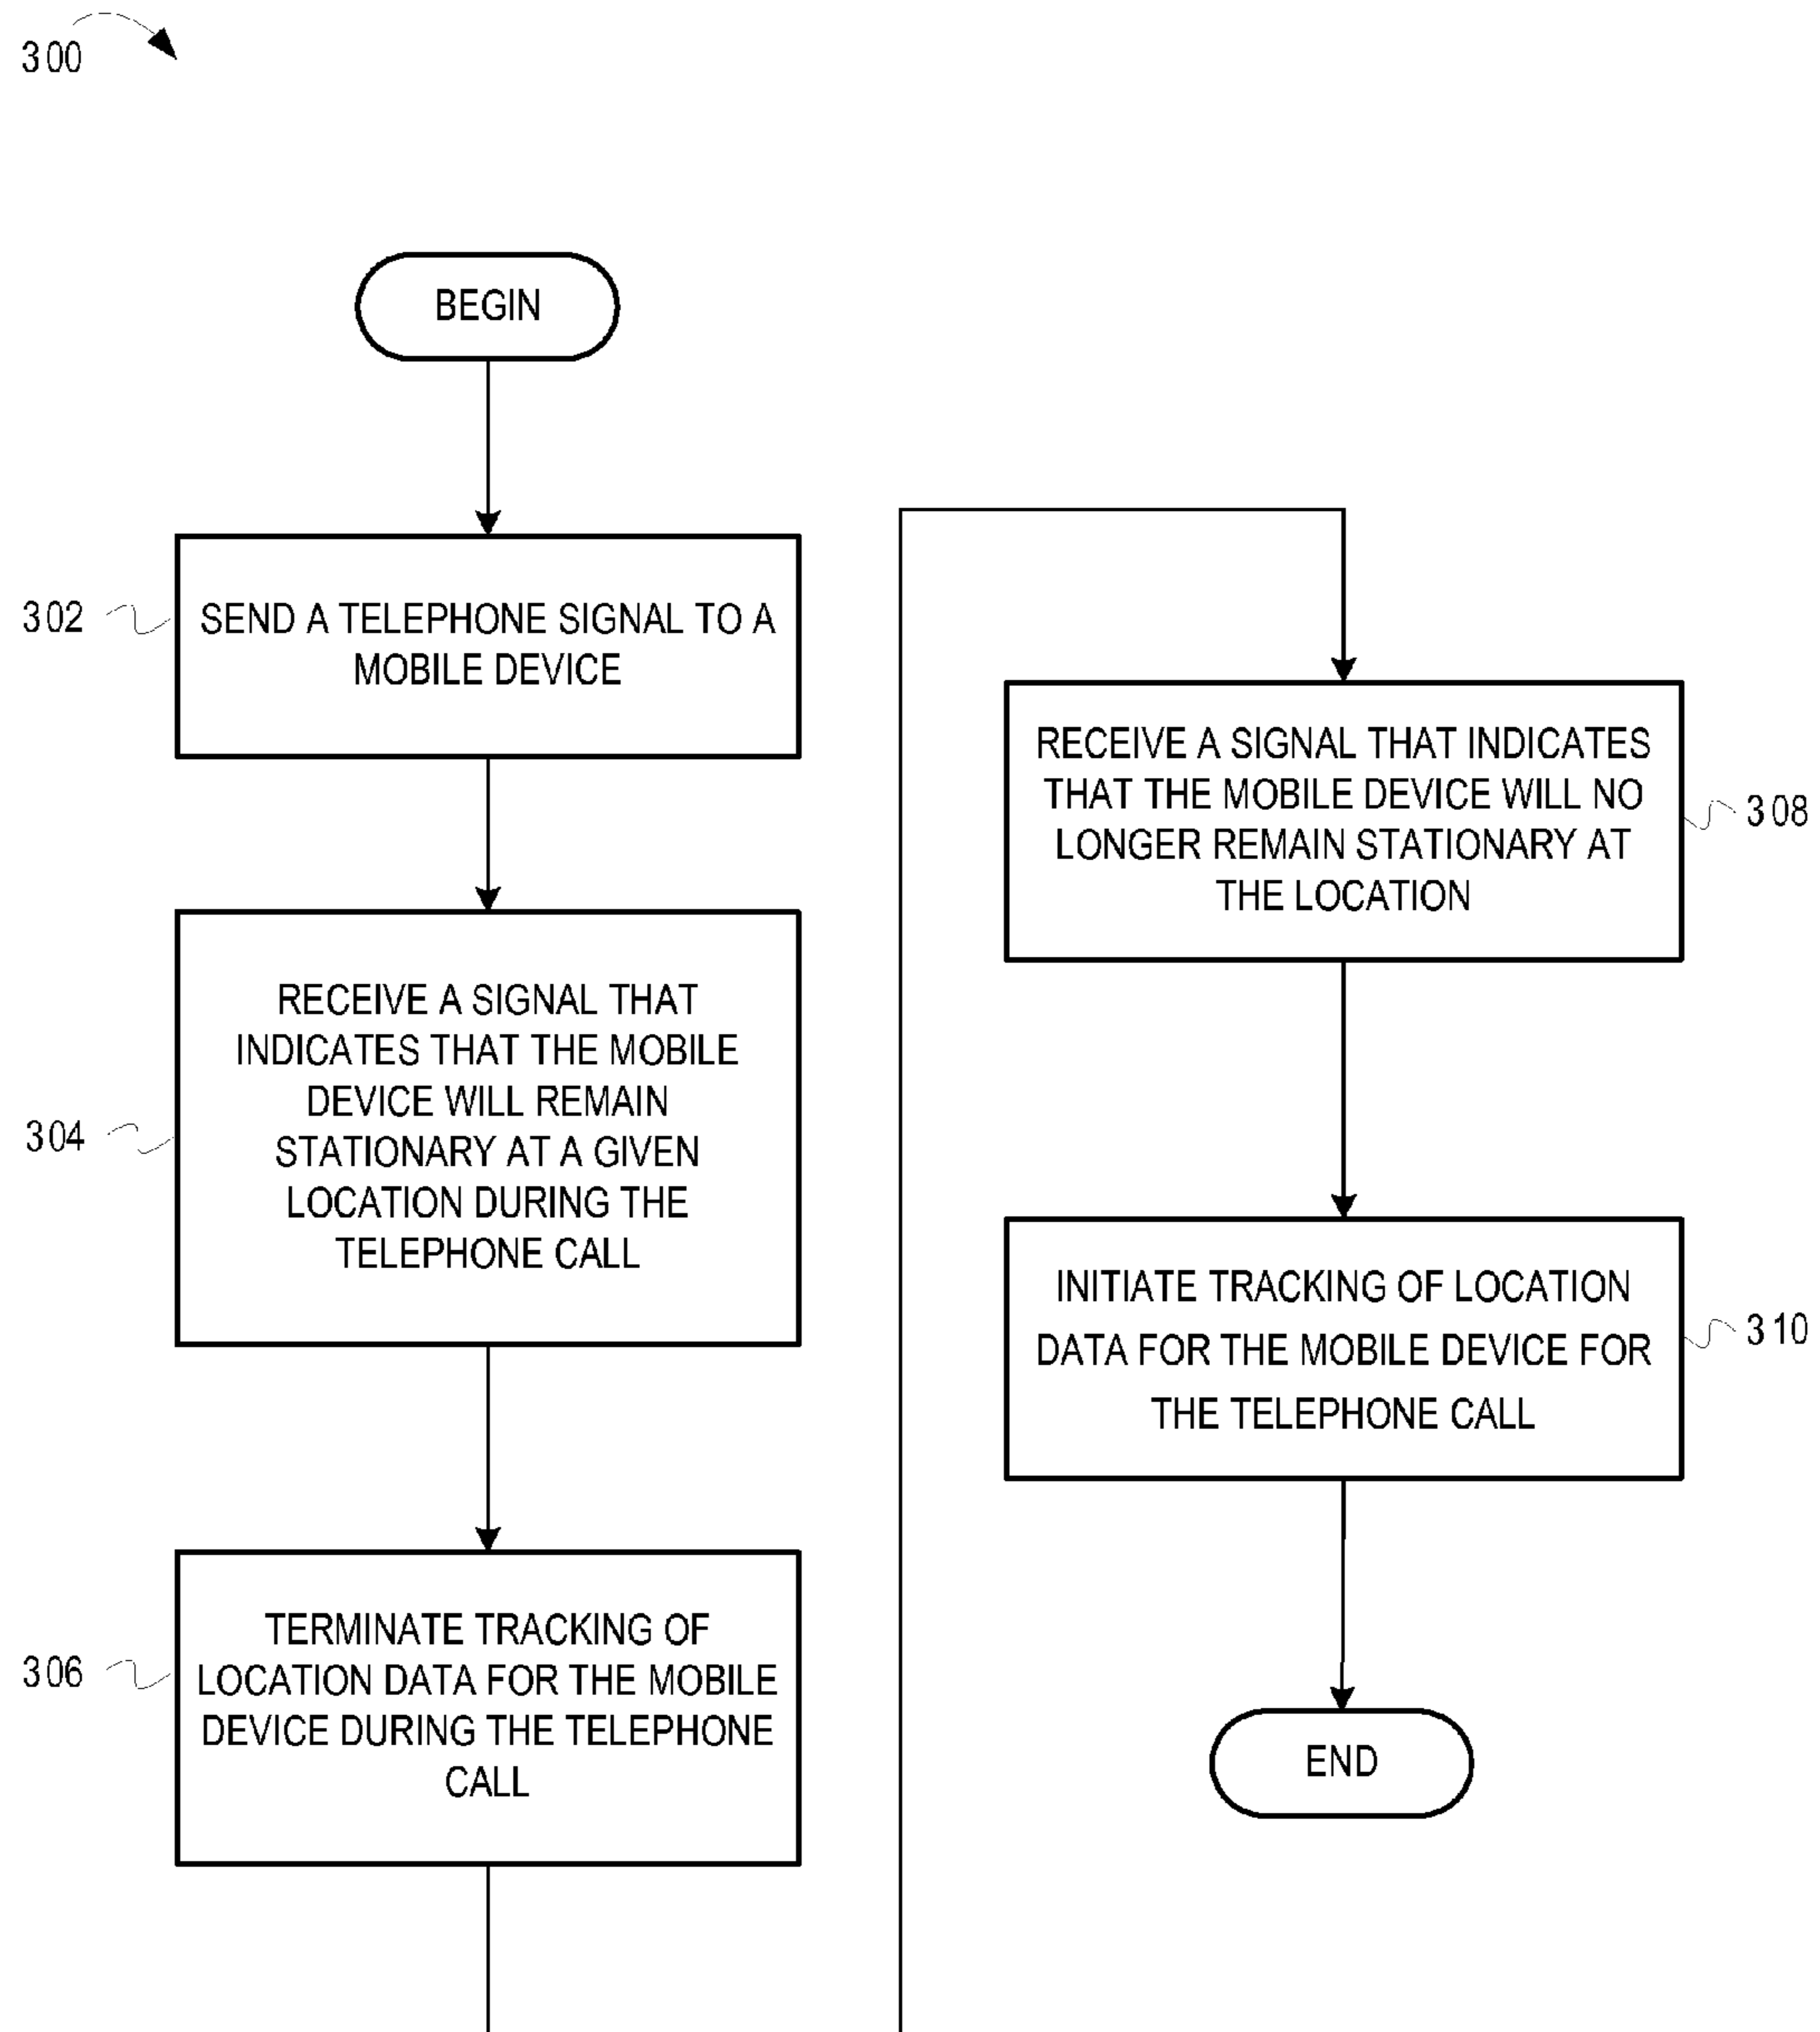 300
BEGIN
302
SEND A TELEPHONE SIGNAL TO A
MOBILE DEVICE
304
RECEIVE A SIGNAL THAT
INDICATES THAT THE MOBILE
DEVICE WILL REMAIN
STATIONARY AT A GIVEN
LOCATION DURING THE
TELEPHONE CALL
306
TERMINATE TRACKING OF
LOCATION DATA FOR THE MOBILE
DEVICE DURING THE TELEPHONE
CALL
RECEIVE A SIGNAL THAT INDICATES
THAT THE MOBILE DEVICE WILL NO
LONGER REMAIN STATIONARY AT
THE LOCATION
308
INITIATE TRACKING OF LOCATION
DATA FOR THE MOBILE DEVICE FOR
THE TELEPHONE CALL
310
END